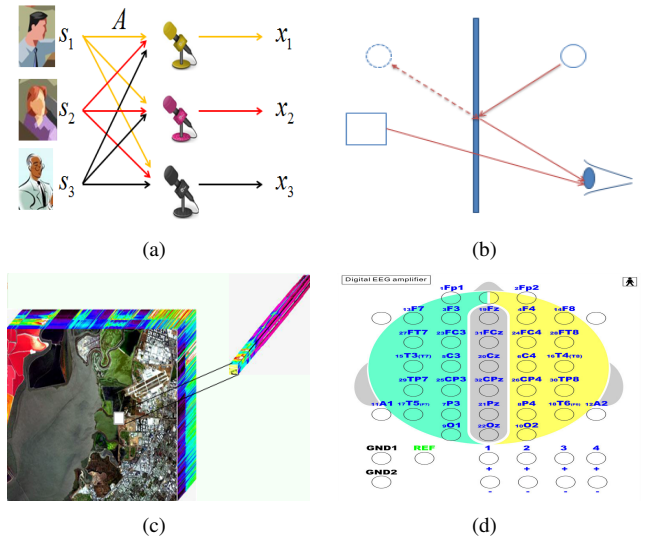 s1 A x1
s2 x2
s3 x3
(a)
(b)
(c)
Digital EEG amplifier
1Fp1 2Fp2
13F7 3F3 19Fz 4F4 14F8
27FT7 23FC3 31FCz 24FC4 28FT8
15T3(T7) 5C3 20Cz 6C4 16T4(T8)
29TP7 25CP3 32CPz 26CP4 30TP8
11A1 17T5(P7) 7P3 21Pz 8P4 18T6(P8) 12A2
9O1 22Oz 10O2
GND1 REF 1 2 3 4
GND2 + + + +
- - - -
(d)